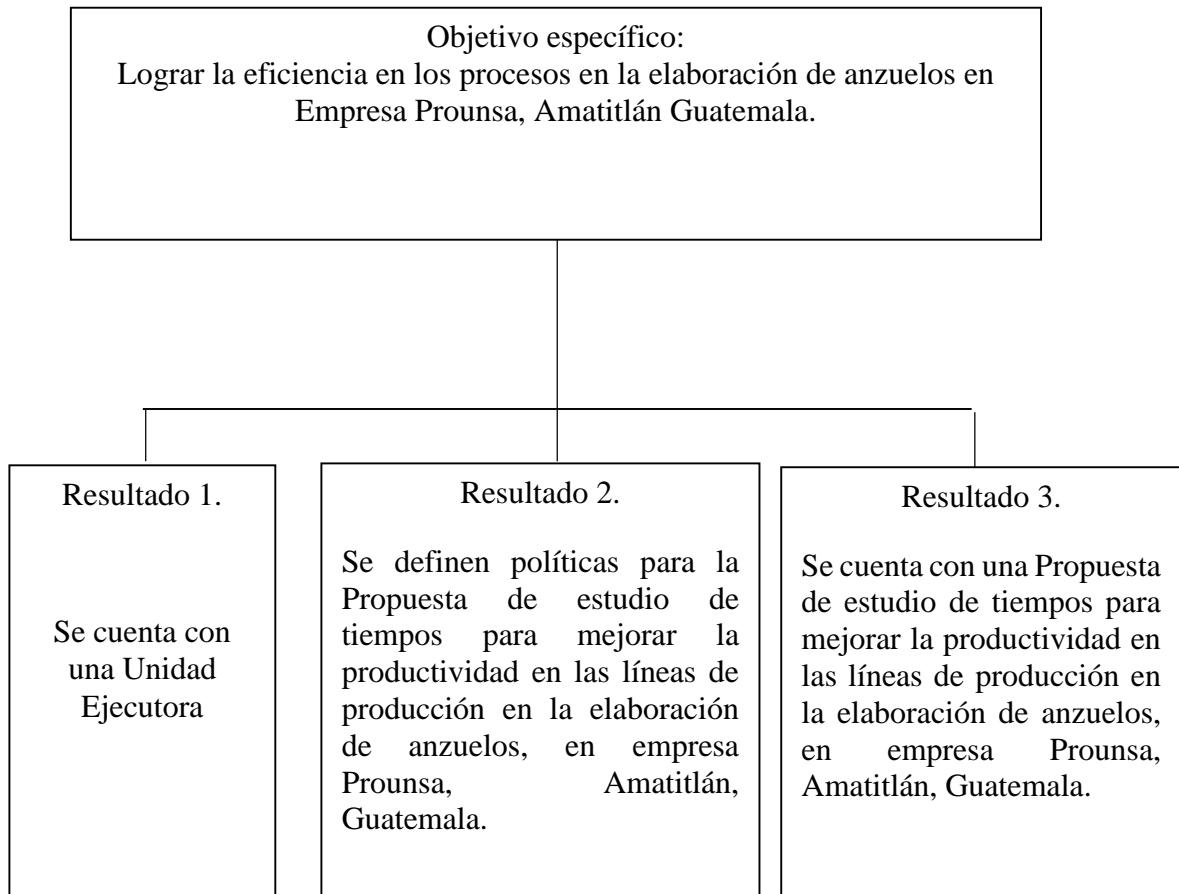 Objetivo específico:
Lograr la eficiencia en los procesos en la elaboración de anzuelos en
Empresa Prounsa, Amatitlán Guatemala.
Resultado 1.
Se cuenta con
una Unidad
Ejecutora
Resultado 2.
Se definen políticas para la
Propuesta de estudio de
tiempos para mejorar la
productividad en las líneas de
producción en la elaboración
de anzuelos, en empresa
Prounsa, Amatitlán,
Guatemala.
Resultado 3.
Se cuenta con una Propuesta
de estudio de tiempos para
mejorar la productividad en
las líneas de producción en
la elaboración de anzuelos,
en empresa Prounsa,
Amatitlán, Guatemala.